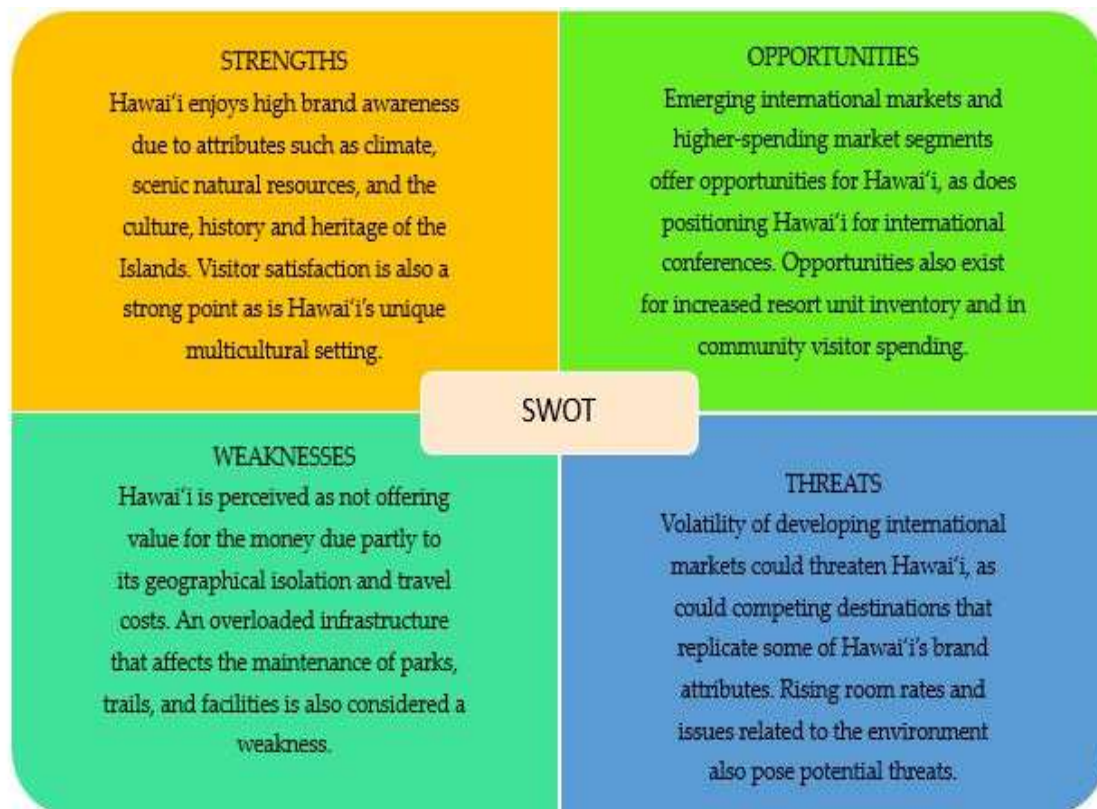 STRENGTHS
Hawai‘i enjoys high brand awareness
due to attributes such as climate,
scenic natural resources, and the
culture, history and heritage of the
Islands. Visitor satisfaction is also a
strong point as is Hawai‘i’s unique
multicultural setting.
OPPORTUNITIES
Emerging international markets and
higher-spending market segments
offer opportunities for Hawai‘i, as does
positioning Hawai‘i for international
conferences. Opportunities also exist
for increased resort unit inventory and in
community visitor spending.
SWOT
WEAKNESSES
Hawai‘i is perceived as not offering
value for the money due partly to
its geographical isolation and travel
costs. An overloaded infrastructure
that affects the maintenance of parks,
trails, and facilities is also considered a
weakness.
THREATS
Volatility of developing international
markets could threaten Hawai‘i, as
could competing destinations that
replicate some of Hawai‘i’s brand
attributes. Rising room rates and
issues related to the environment
also pose potential threats.